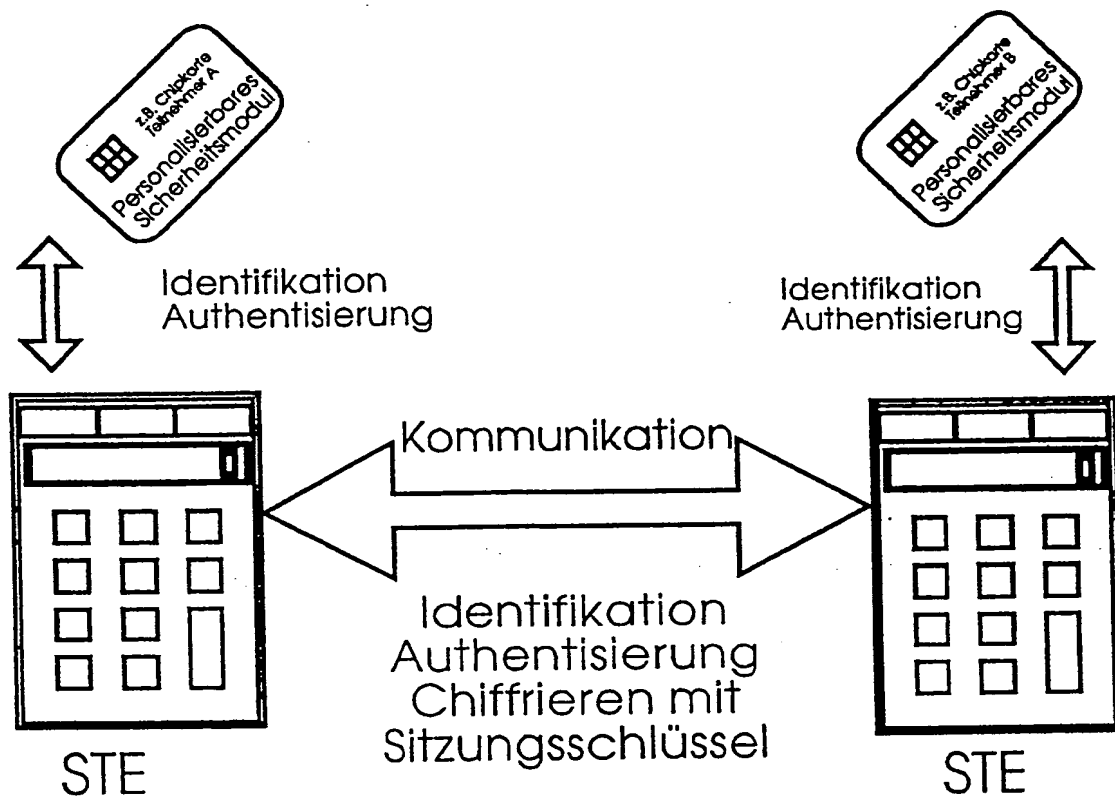 z.B. Chipkarte
Teilnehmer A
Personalisierbares
Sicherheitsmodul
z.B. Chipkarte
Teilnehmer B
Personalisierbares
Sicherheitsmodul
Identifikation
Authentisierung
Identifikation
Authentisierung
Kommunikation
Identifikation
Authentisierung
Chiffrieren mit
Sitzungsschlüssel
STE
STE